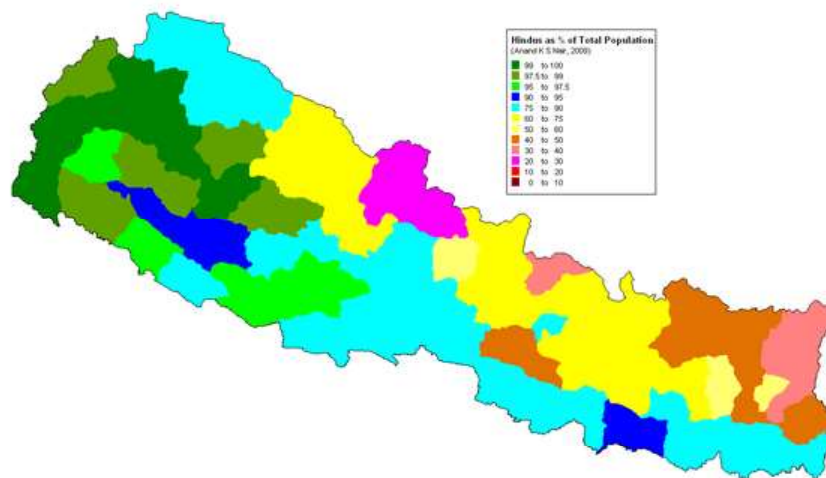 Hindus as % of Total Population
(Anand K S Nair, 2009)
99 to 100
97.5 to 99
95 to 97.5
90 to 95
75 to 90
60 to 75
50 to 60
40 to 50
30 to 40
20 to 30
10 to 20
0 to 10